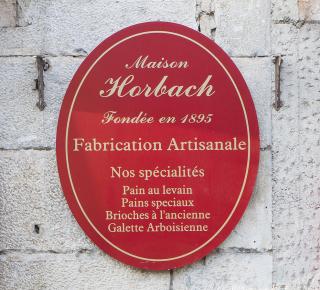 Maison
Horbach
Fondée en 1895
Fabrication Artisanale
Nos spécialités
Pain au levain
Pains speciaux
Brioches à l'ancienne
Galette Arboisienne